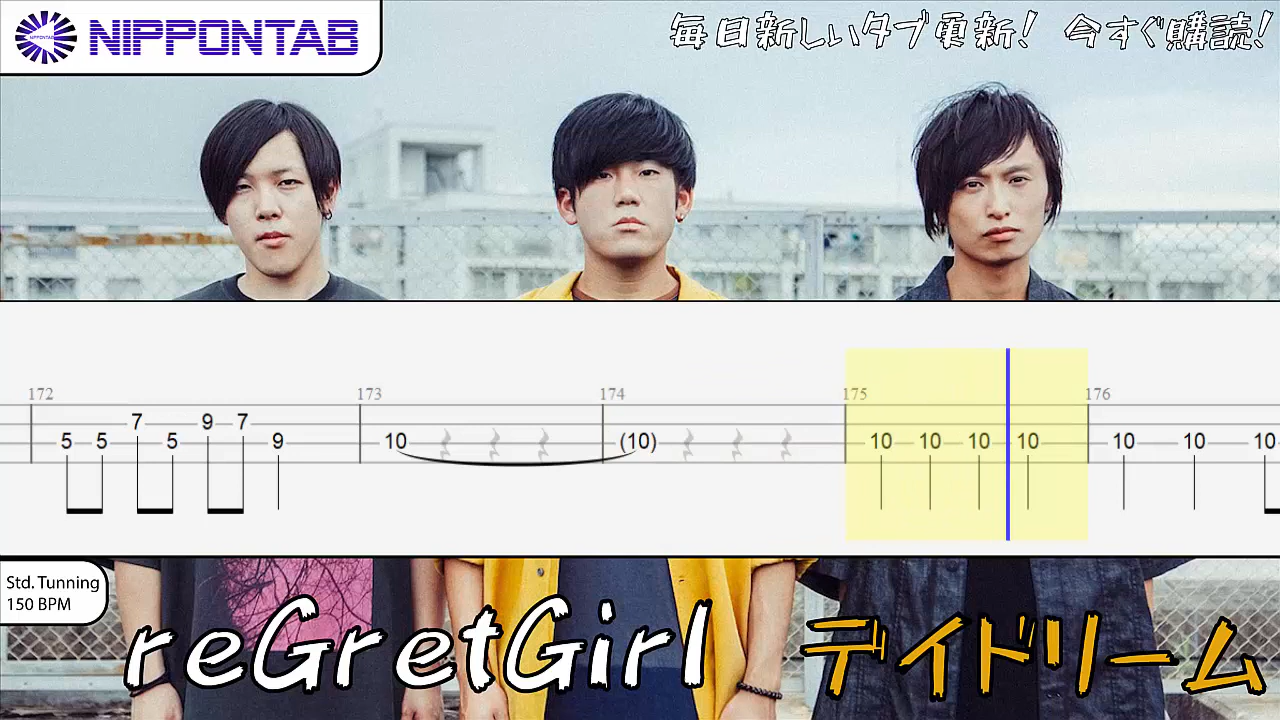 NIPPONTAB
NIPPONTAB
毎日新しいタブ更新! 今すぐ購読!
172 173 174 175 176
7 9 7
5 5 5 9 10 (10) 10 10 10 10 10 10 10
Std. Tunning
150 BPM
reGretGirl デイドリーム